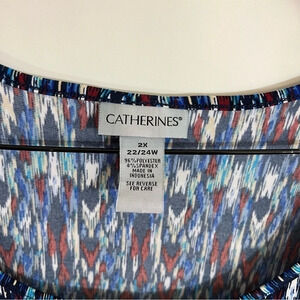 CATHERINES®
2X
22/24W
96%POLYESTER
4%SPANDEX
MADE IN
INDONESIA
SEE REVERSE
FOR CARE